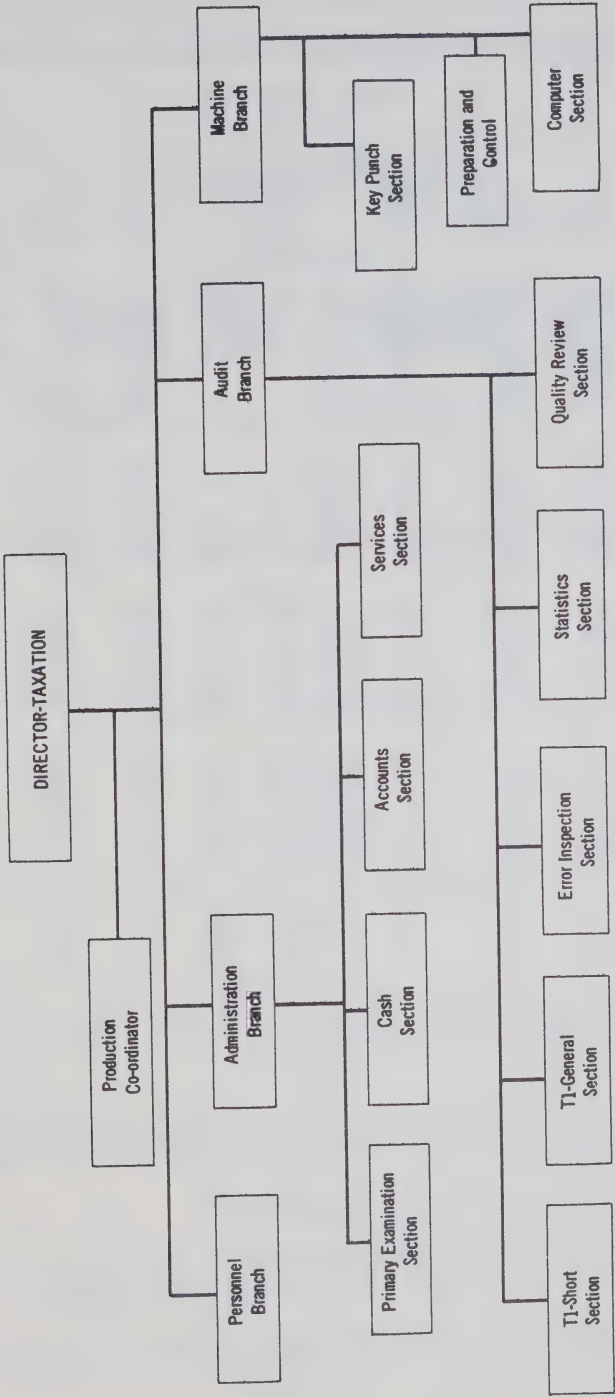 DIRECTOR-TAXATION
Production
Co-ordinator
Personnel
Branch
Administration
Branch
Audit
Branch
Machine
Branch
Primary Examination
Section
Cash
Section
Accounts
Section
Services
Section
Key Punch
Section
Preparation and
Control
Computer
Section
T1-Short
Section
T1-General
Section
Error Inspection
Section
Statistics
Section
Quality Review
Section